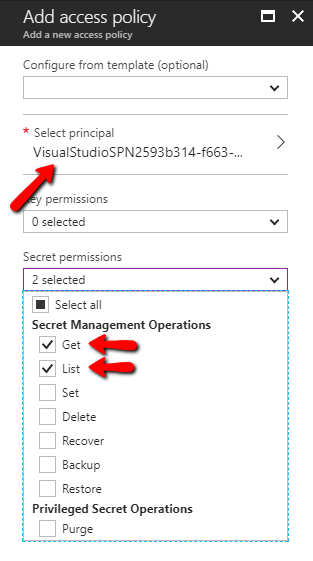 Add access policy
Add a new access policy
Configure from template (optional)
* Select principal
VisualStudioSPN2593b314-f663-...
ey permissions
0 selected
Secret permissions
2 selected
Select all
Secret Management Operations
Get
List
Set
Delete
Recover
Backup
Restore
Privileged Secret Operations
Purge